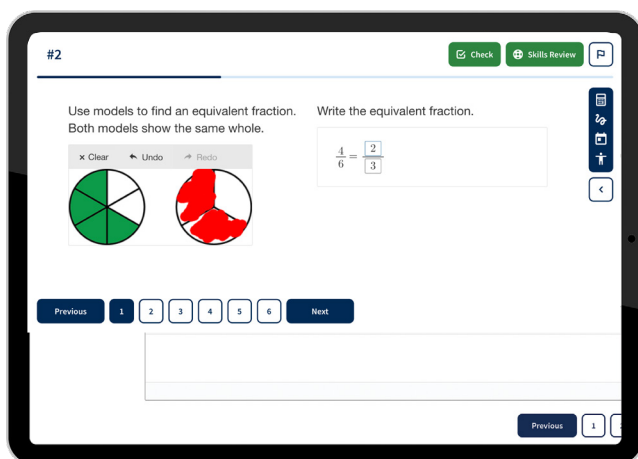 #2
Check
Skills Review
Use models to find an equivalent fraction.
Both models show the same whole.
× Clear
Undo
Redo
Write the equivalent fraction.
4/6 = 2/3
Previous 1 2 3 4 5 6 Next
Previous 1